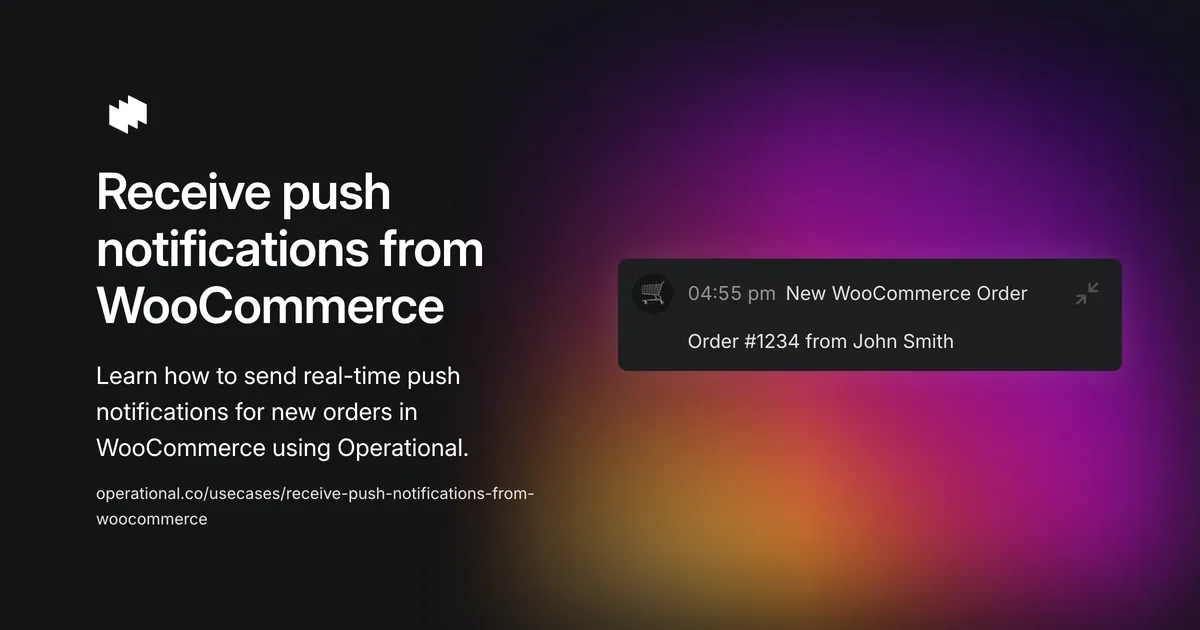 Receive push
notifications from
WooCommerce
Learn how to send real-time push
notifications for new orders in
WooCommerce using Operational.
operational.co/usecases/receive-push-notifications-from-
woocommerce
04:55 pm New WooCommerce Order
Order #1234 from John Smith